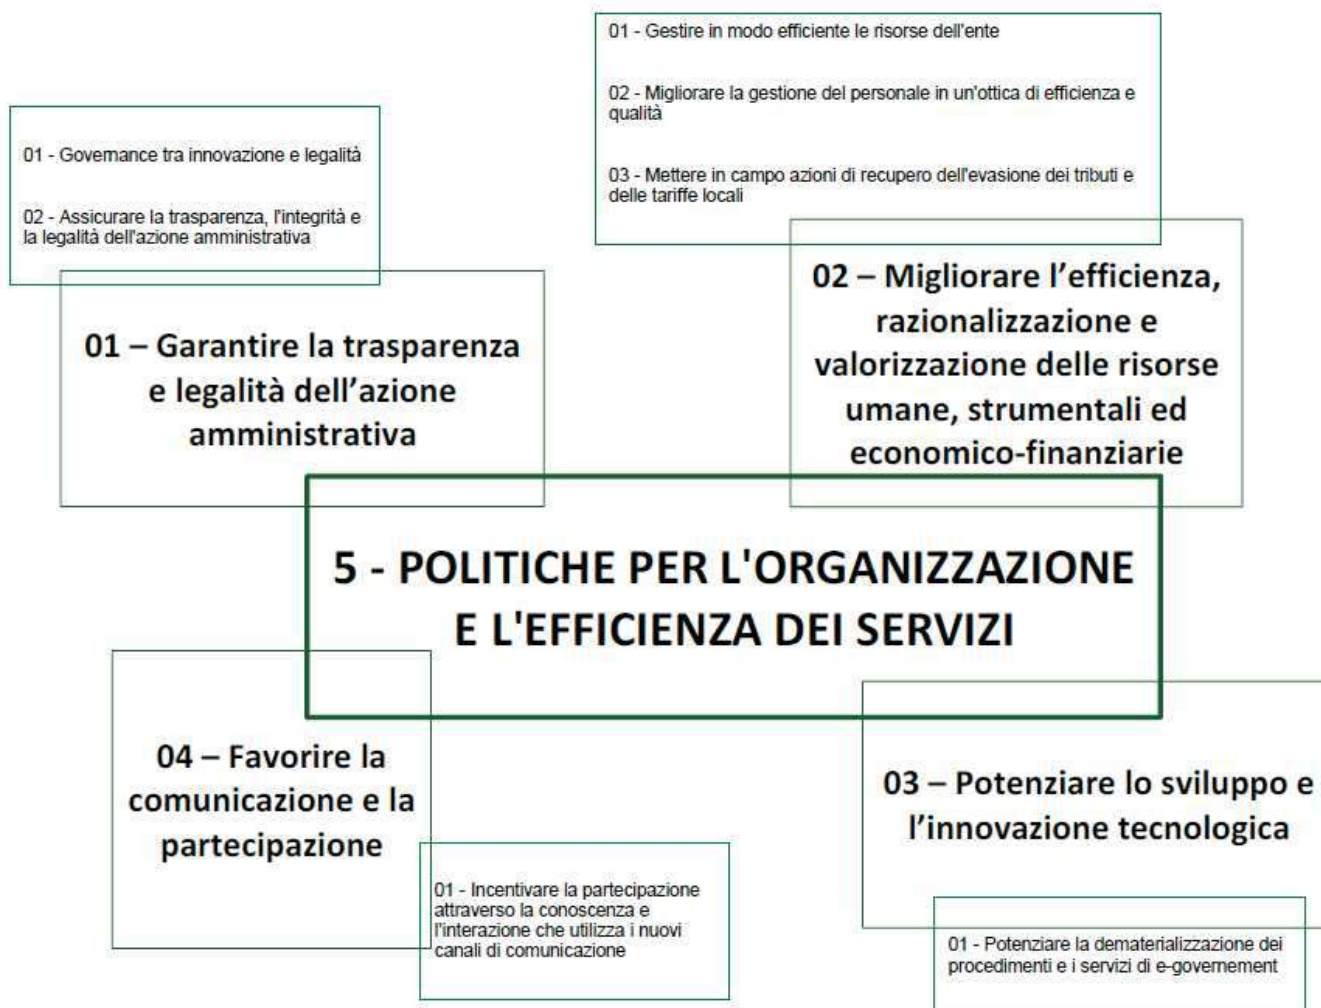 01 - Gestire in modo efficiente le risorse dell'ente
02 - Migliorare la gestione del personale in un'ottica di efficienza e
qualità
03 - Mettere in campo azioni di recupero dell'evasione dei tributi e
delle tariffe locali
01 - Governance tra innovazione e legalità
02 - Assicurare la trasparenza, l'integrità e
la legalità dell'azione amministrativa
01 – Garantire la trasparenza
e legalità dell’azione
amministrativa
02 – Migliorare l’efficienza,
razionalizzazione e
valorizzazione delle risorse
umane, strumentali ed
economico-finanziarie
5 - POLITICHE PER L'ORGANIZZAZIONE
E L'EFFICIENZA DEI SERVIZI
04 – Favorire la
comunicazione e la
partecipazione
01 - Incentivare la partecipazione
attraverso la conoscenza e
l'interazione che utilizza i nuovi
canali di comunicazione
03 – Potenziare lo sviluppo e
l’innovazione tecnologica
01 - Potenziare la dematerializzazione dei
procedimenti e i servizi di e-governement